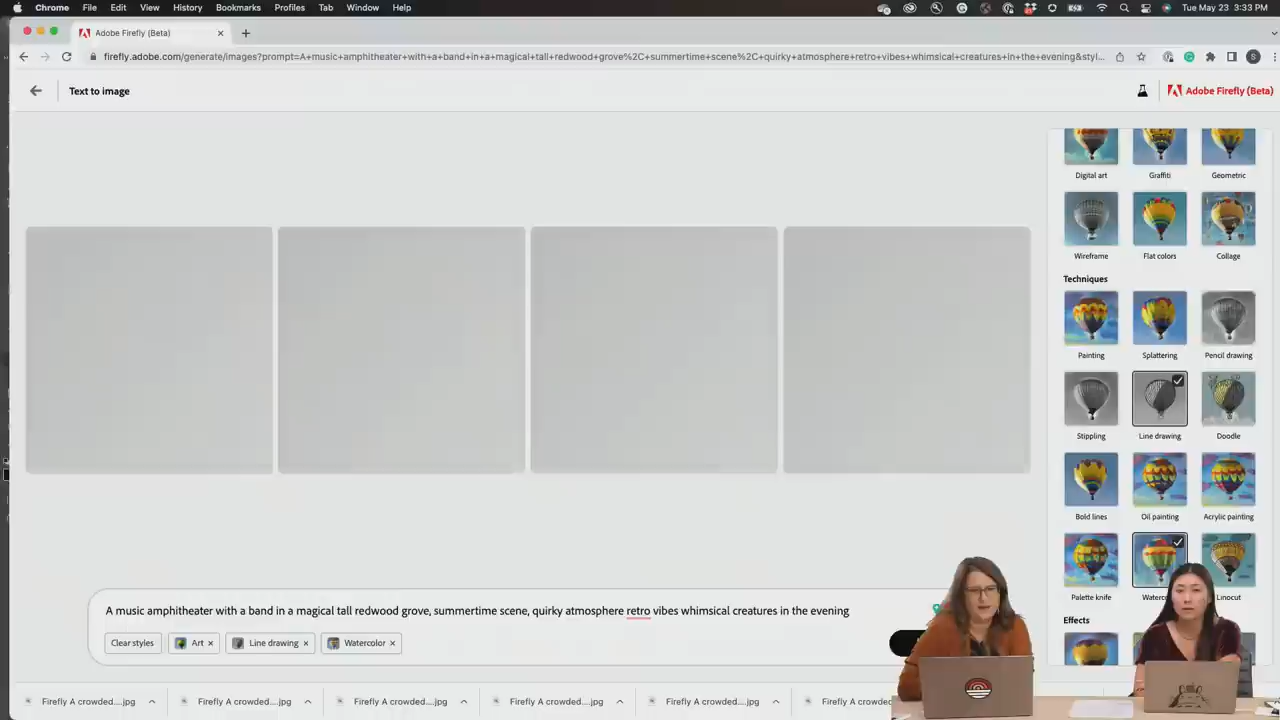 Chrome File Edit View History Bookmarks Profiles Tab Window Help
Tue May 23 3:33 PM
Adobe Firefly (Beta)
firefly.adobe.com/generate/images?prompt=A+music+amphitheater+with+a+band+in+a+magical+tall+redwood+grove%2C+summertime+scene%2C+quirky+atmosphere+retro+vibes+whimsical+creatures+in+the+evening&styl...
S
Text to image
Adobe Firefly (Beta)
Digital art Graffiti Geometric
Wireframe Flat colors Collage
Techniques
Painting Splattering Pencil drawing
Stippling Line drawing Doodle
Bold lines Oil painting Acrylic painting
Palette knife Linocut
Effects
A music amphitheater with a band in a magical tall redwood grove, summertime scene, quirky atmosphere retro vibes whimsical creatures in the evening
Clear styles Art Line drawing Watercolor
Firefly A crowded....jpg Firefly A crowded....jpg Firefly A crowded....jpg Firefly A crowded....jpg Firefly A crowded....jpg Firefly A crow